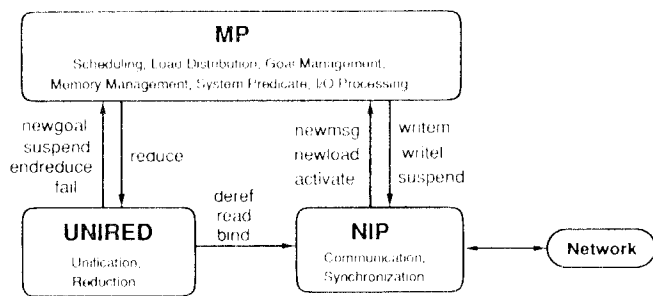 MP
Scheduling, Load Distribution, Goal Management,
Memory Management, System Predicate, I/O Processing
newgoal
suspend
endreduce
fail
reduce
newmsg
newload
activate
writem
writel
suspend
deref
read
bind
UNIRED
Unification,
Reduction
NIP
Communication,
Synchronization
Network